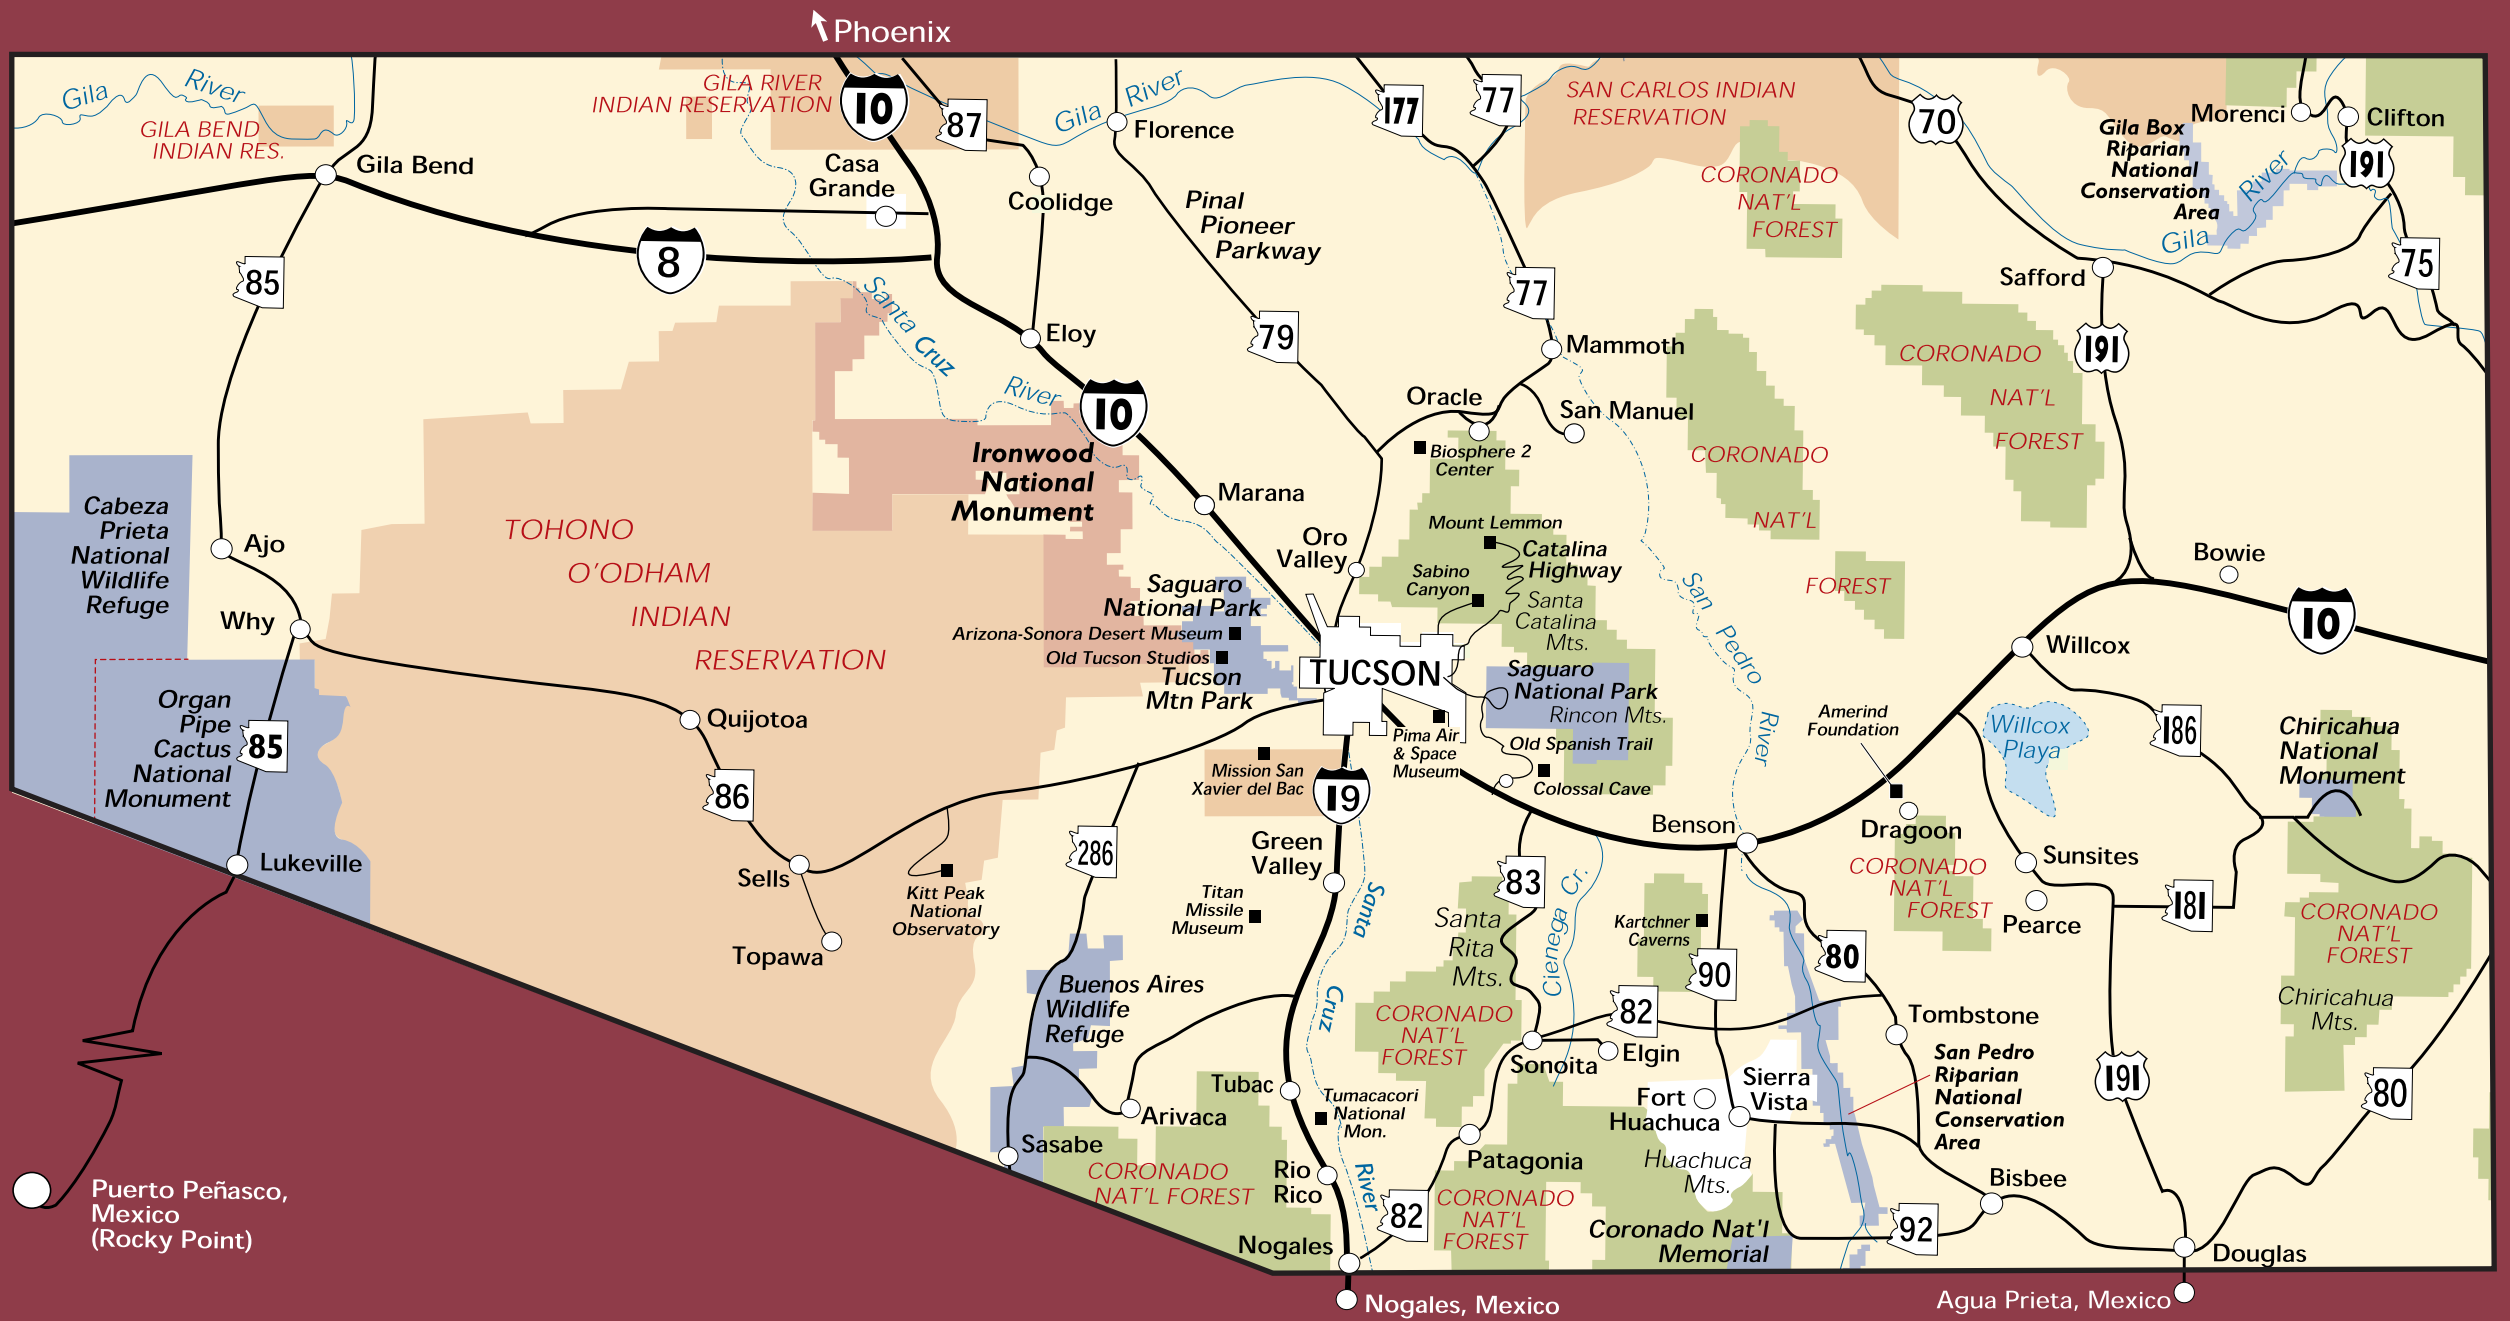 Phoenix
Gila
River
GILA BEND
INDIAN RES.
Gila Bend
GILA RIVER
INDIAN RESERVATION
10
87
Casa
Grande
Coolidge
Gila
River
Florence
177
77
SAN CARLOS INDIAN
RESERVATION
CORONADO
NAT'L
FOREST
70
Morenci
Clifton
Gila Box
Riparian
National
Conservation
Area
River
Gila
191
75
85
8
Santa
Cruz
River
Pinal
Pioneer
Parkway
77
Safford
Eloy
79
Mammoth
191
CORONADO
NAT'L
FOREST
10
Oracle
San Manuel
Biosphere 2
Center
CORONADO
NAT'L
FOREST
Ironwood
National
Monument
Marana
Cabeza
Prieta
National
Wildlife
Refuge
Ajo
Why
TOHONO
O'ODHAM
INDIAN
RESERVATION
Oro
Valley
Mount Lemmon
Catalina
Highway
Sabino
Canyon
Santa
Catalina
Mts.
San
Pedro
River
Bowie
10
Willcox
Saguaro
National Park
Arizona-Sonora Desert Museum
Old Tucson Studios
Tucson
Mtn Park
TUCSON
Saguaro
National Park
Rincon Mts.
Organ
Pipe
Cactus
National
Monument
85
Quijotoa
Amerind
Foundation
Willcox
Playa
186
Chiricahua
National
Monument
Pima Air
& Space
Museum
Old Spanish Trail
Colossal Cave
Mission San
Xavier del Bac
19
86
Lukeville
Sells
286
Green
Valley
Benson
Dragoon
Sunsites
CORONADO
NAT'L
FOREST
Pearce
181
83
Cienega Cr.
Kitt Peak
National
Observatory
Topawa
Titan
Missile
Museum
Santa
Cruz
River
Santa
Rita
Mts.
Kartchner
Caverns
90
80
CORONADO
NAT'L
FOREST
Chiricahua
Mts.
Buenos Aires
Wildlife
Refuge
CORONADO
NAT'L
FOREST
82
Sonoita
Elgin
Tombstone
San Pedro
Riparian
National
Conservation
Area
Tubac
Tumacacori
National
Mon.
Sierra
Vista
Fort
Huachuca
191
80
Arivaca
Sasabe
CORONADO
NAT'L FOREST
Patagonia
Huachuca
Mts.
Bisbee
Rio
Rico
82
CORONADO
NAT'L
FOREST
Coronado Nat'l
Memorial
92
Nogales
Douglas
Puerto Peñasco,
Mexico
(Rocky Point)
Nogales, Mexico
Agua Prieta, Mexico